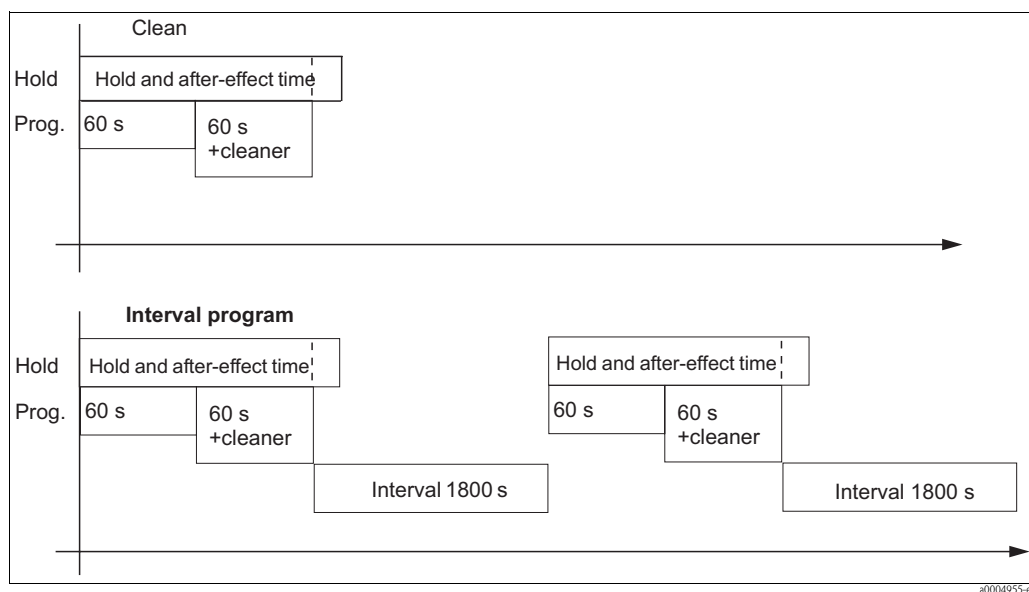 Clean
Hold
Hold and after-effect time
Prog.
60 s
60 s
+cleaner
Interval program
Hold
Hold and after-effect time
Hold and after-effect time
Prog.
60 s
60 s
+cleaner
60 s
60 s
+cleaner
Interval 1800 s
Interval 1800 s